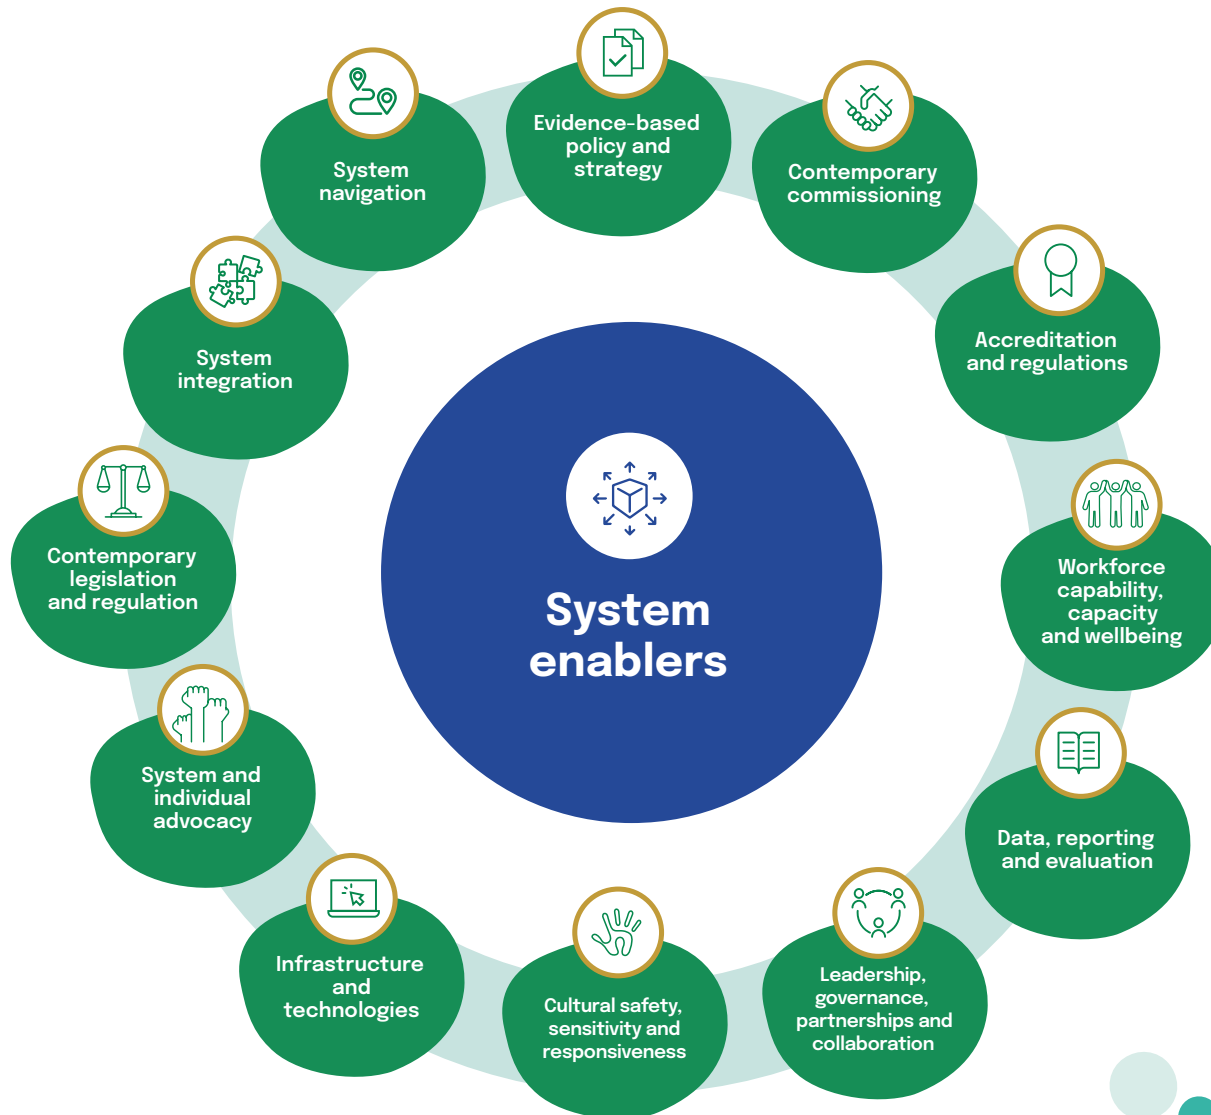 Evidence-based
policy and
strategy
Contemporary
commissioning
Accreditation
and regulations
Workforce
capability,
capacity
and wellbeing
Data, reporting
and evaluation
Leadership,
governance,
partnerships and
collaboration
Cultural safety,
sensitivity and
responsiveness
Infrastructure
and
technologies
System and
individual
advocacy
Contemporary
legislation
and regulation
System
integration
System
navigation
System
enablers